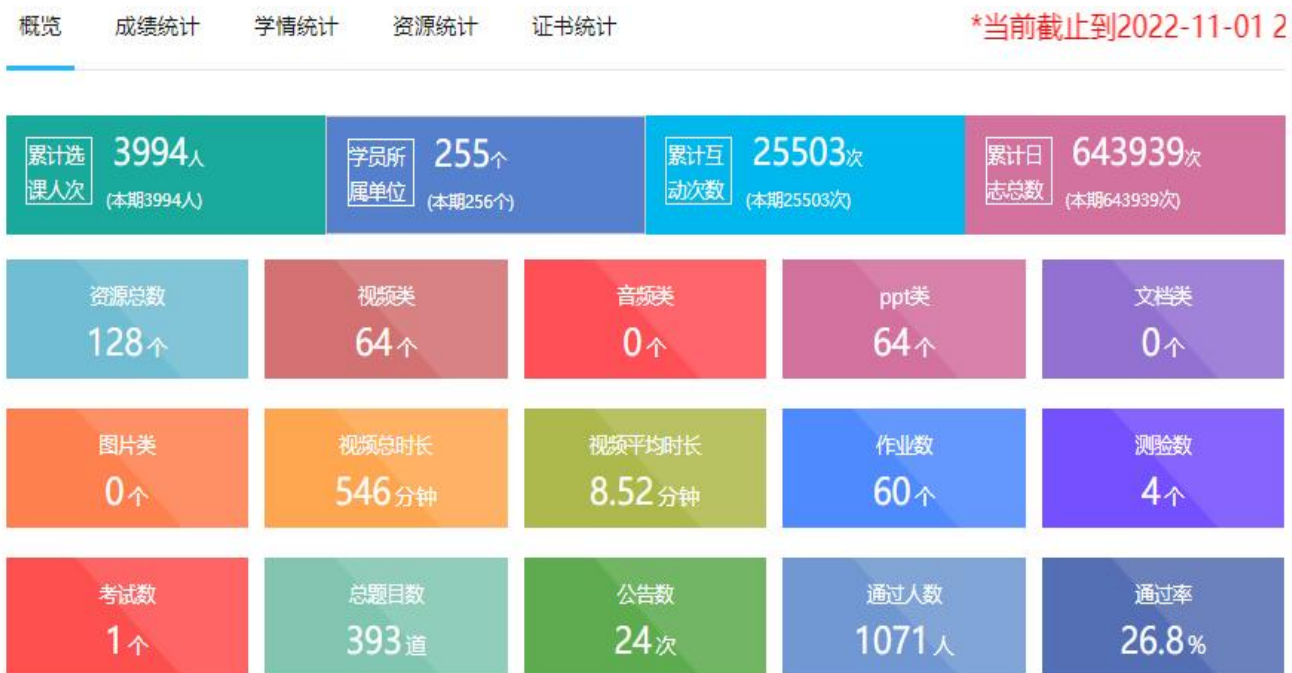 概览 成绩统计 学情统计 资源统计 证书统计 *当前截止到2022-11-01 2
累计选课人次 3994人
(本期3994人)
学员所属单位 255个
(本期256个)
累计互动次数 25503次
(本期25503次)
累计日志总数 643939次
(本期643939次)
资源总数 视频类 音频类 ppt类 文档类
128个 64个 0个 64个 0个
图片类 视频总时长 视频平均时长 作业数 测验数
0个 546分钟 8.52分钟 60个 4个
考试数 总题目数 公告数 通过人数 通过率
1个 393道 24次 1071人 26.8%